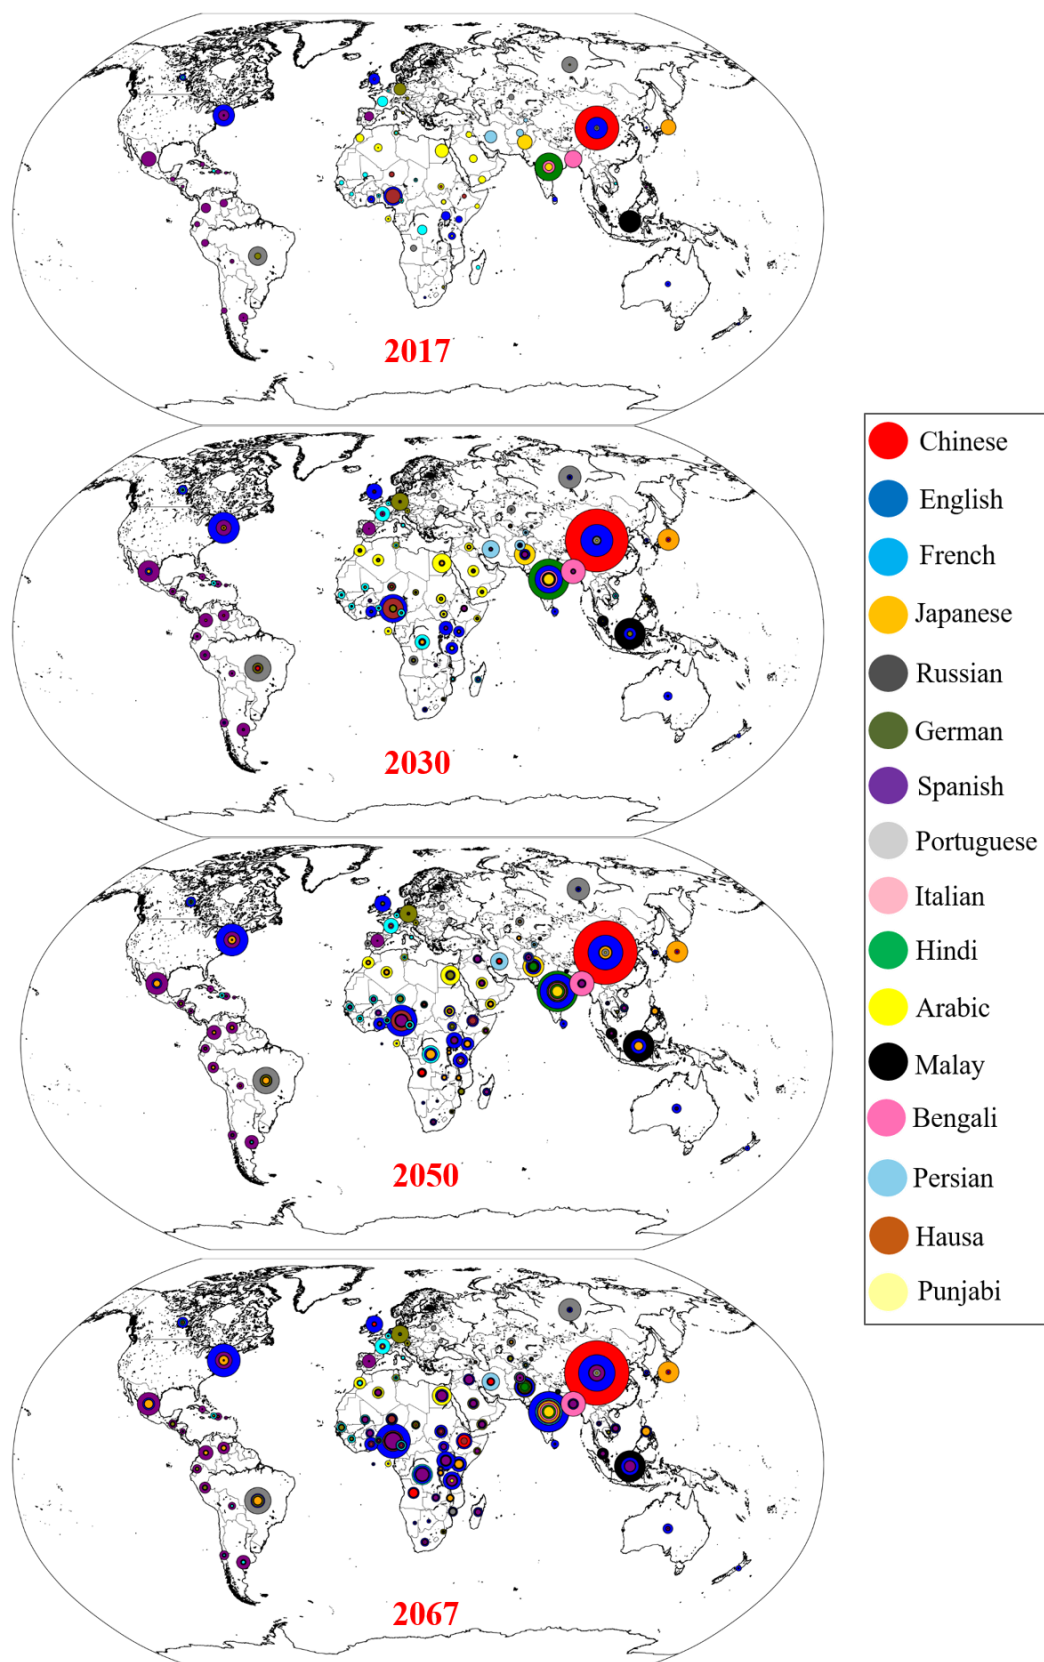 2017
2030
2050
2067
Chinese
English
French
Japanese
Russian
German
Spanish
Portuguese
Italian
Hindi
Arabic
Malay
Bengali
Persian
Hausa
Punjabi